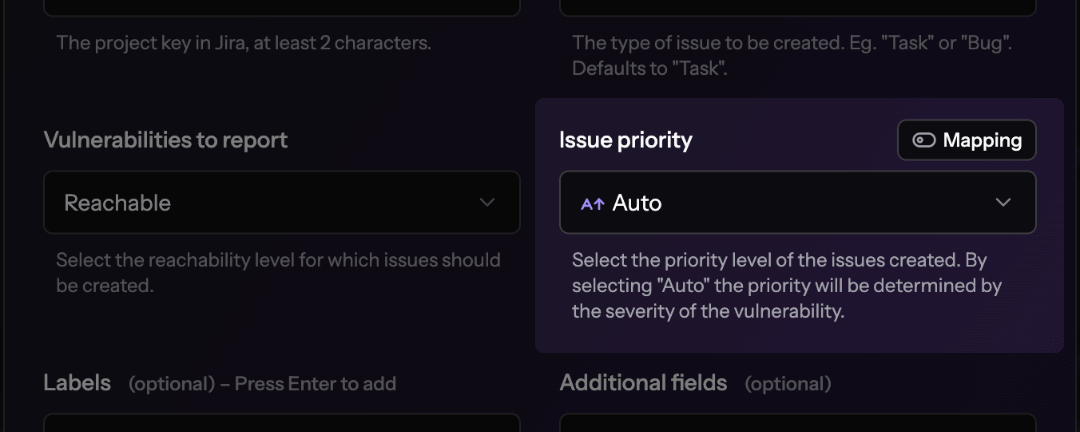 The project key in Jira, at least 2 characters.
The type of issue to be created. Eg. "Task" or "Bug".
Defaults to "Task".
Vulnerabilities to report
Reachable
Select the reachability level for which issues should
be created.
Issue priority
Mapping
A↑ Auto
Select the priority level of the issues created. By
selecting "Auto" the priority will be determined by
the severity of the vulnerability.
Labels (optional) – Press Enter to add
Additional fields (optional)